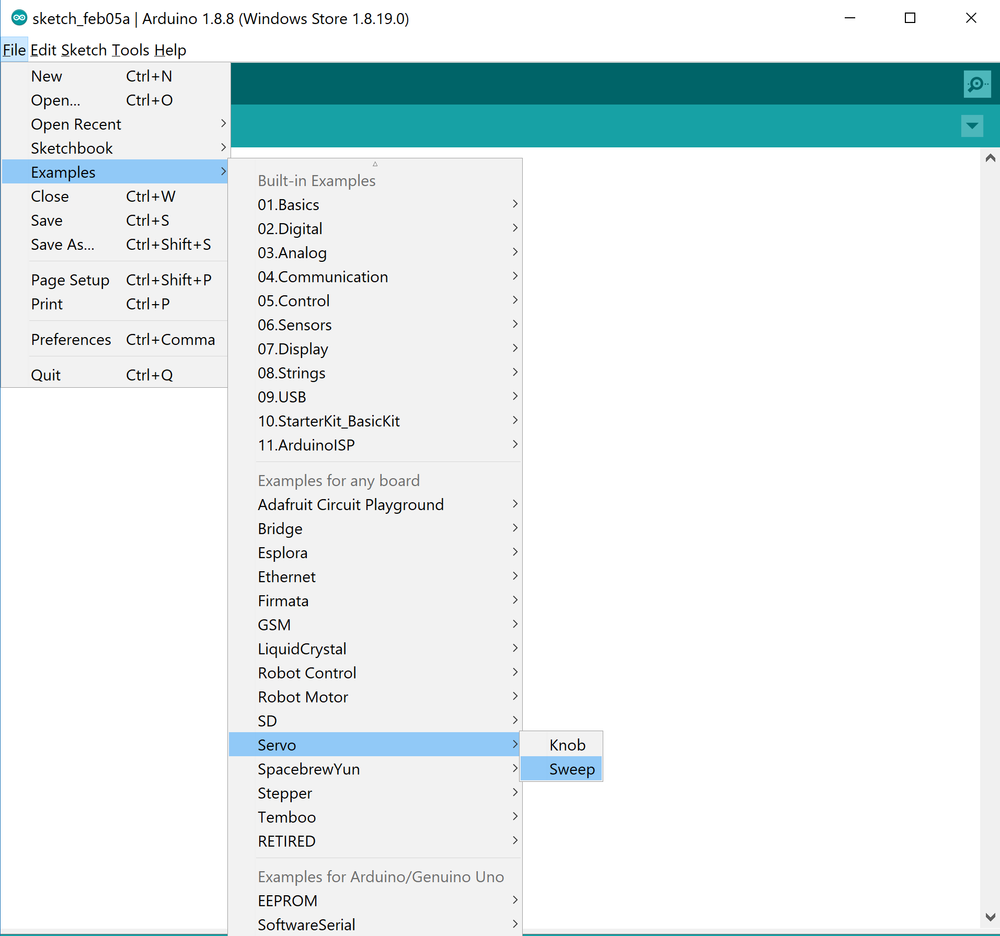 sketch_feb05a | Arduino 1.8.8 (Windows Store 1.8.19.0)
File Edit Sketch Tools Help
New Ctrl+N
Open... Ctrl+O
Open Recent
Sketchbook
Examples
Close Ctrl+W
Save Ctrl+S
Save As... Ctrl+Shift+S
Page Setup Ctrl+Shift+P
Print Ctrl+P
Preferences Ctrl+Comma
Quit Ctrl+Q
Built-in Examples
01.Basics
02.Digital
03.Analog
04.Communication
05.Control
06.Sensors
07.Display
08.Strings
09.USB
10.StarterKit_BasicKit
11.ArduinoISP
Examples for any board
Adafruit Circuit Playground
Bridge
Esplora
Ethernet
Firmata
GSM
LiquidCrystal
Robot Control
Robot Motor
SD
Servo
SpacebrewYun
Stepper
Temboo
RETIRED
Examples for Arduino/Genuino Uno
EEPROM
SoftwareSerial
Knob
Sweep